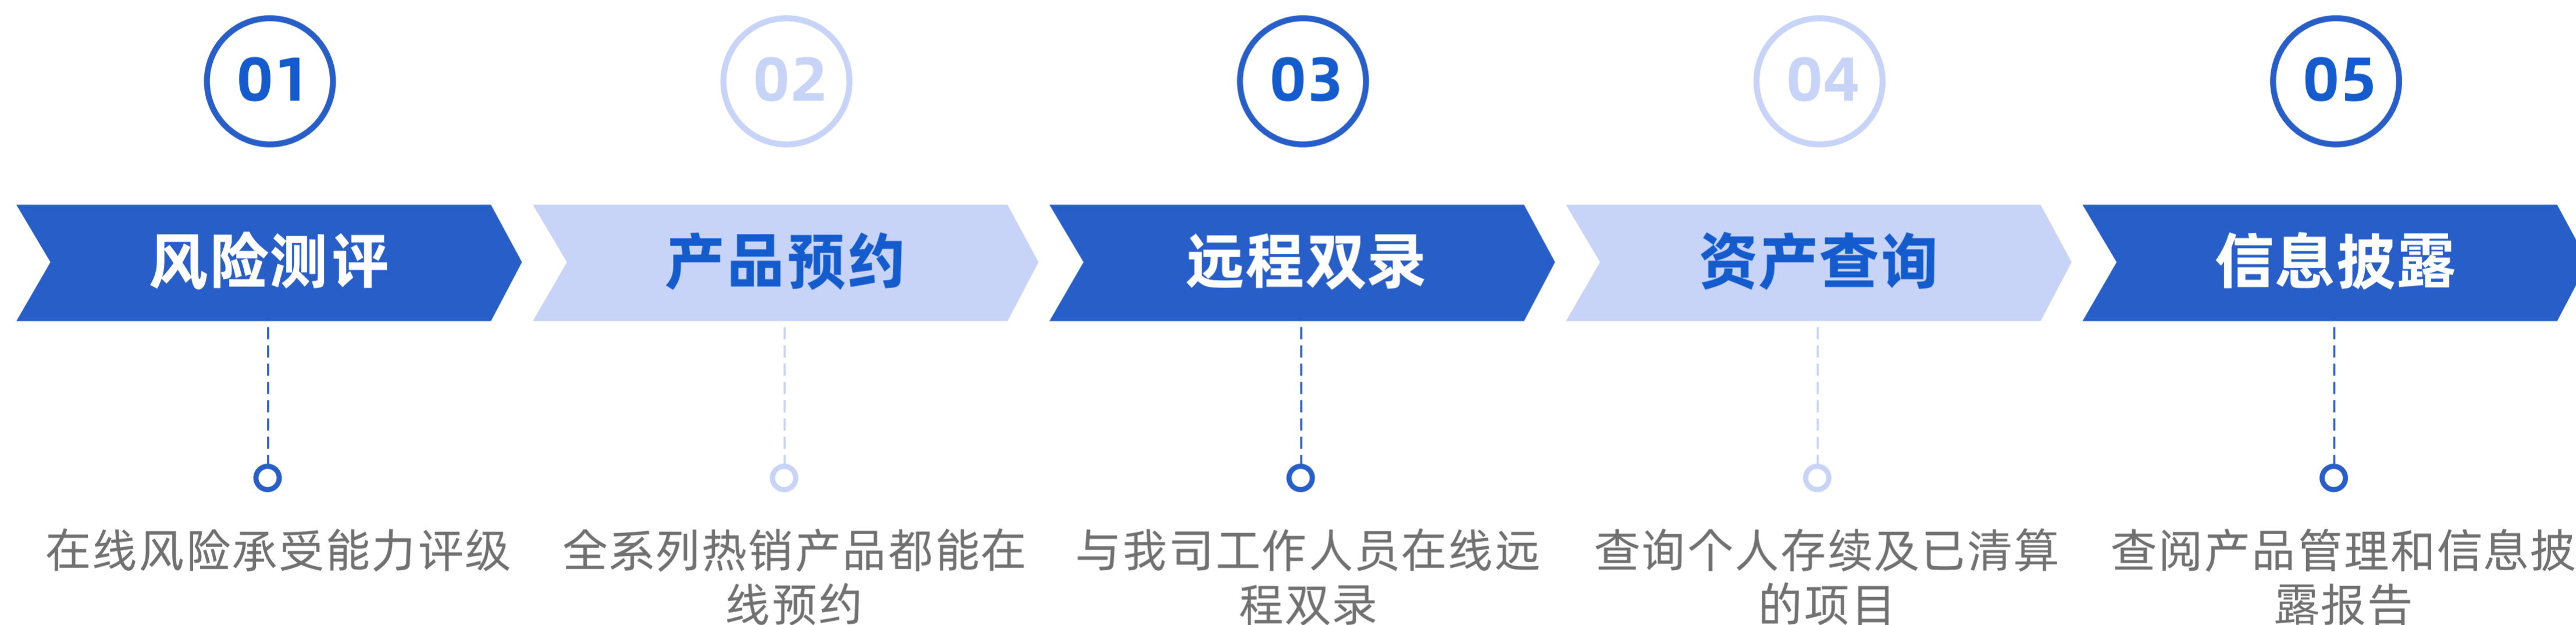 01
02
03
04
05
风险测评
产品预约
远程双录
资产查询
信息披露
在线风险承受能力评级
全系列热销产品都能在
线预约
与我司工作人员在线远
程双录
查询个人存续及已清算
的项目
查阅产品管理和信息披
露报告